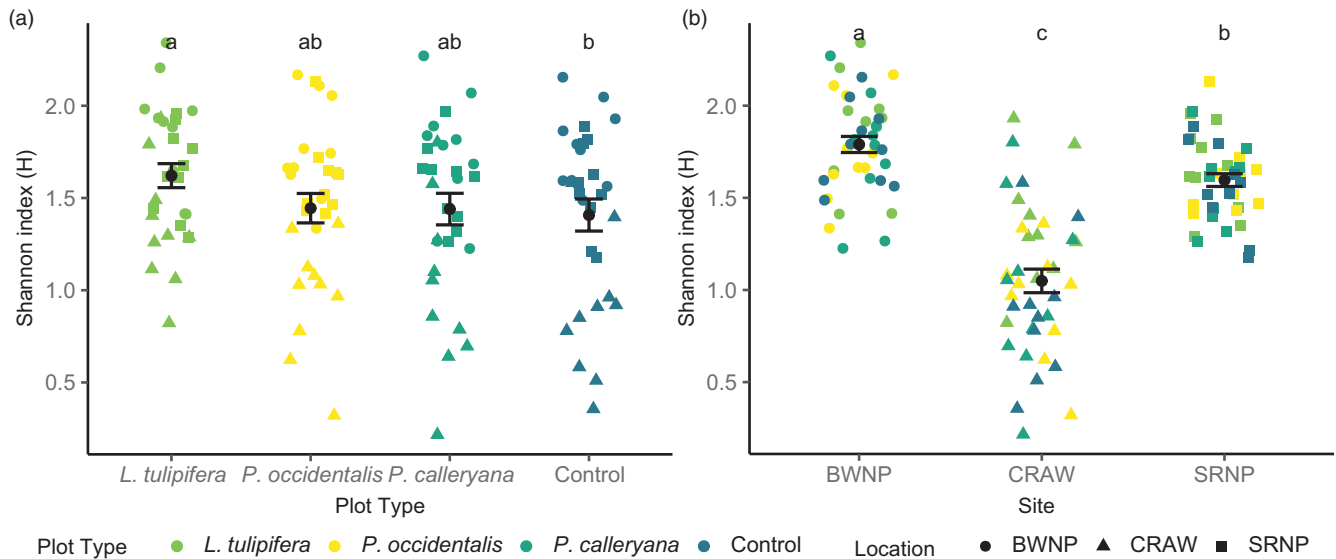 (a)
a ab ab b
Shannon index (H)
2.0
1.5
1.0
0.5
L. tulipifera P. occidentalis P. calleryana Control
Plot Type
(b)
a c b
Shannon index (H)
2.0
1.5
1.0
0.5
BWNP CRAW SRNP
Site
Plot Type L. tulipifera P. occidentalis P. calleryana Control Location BWNP CRAW SRNP